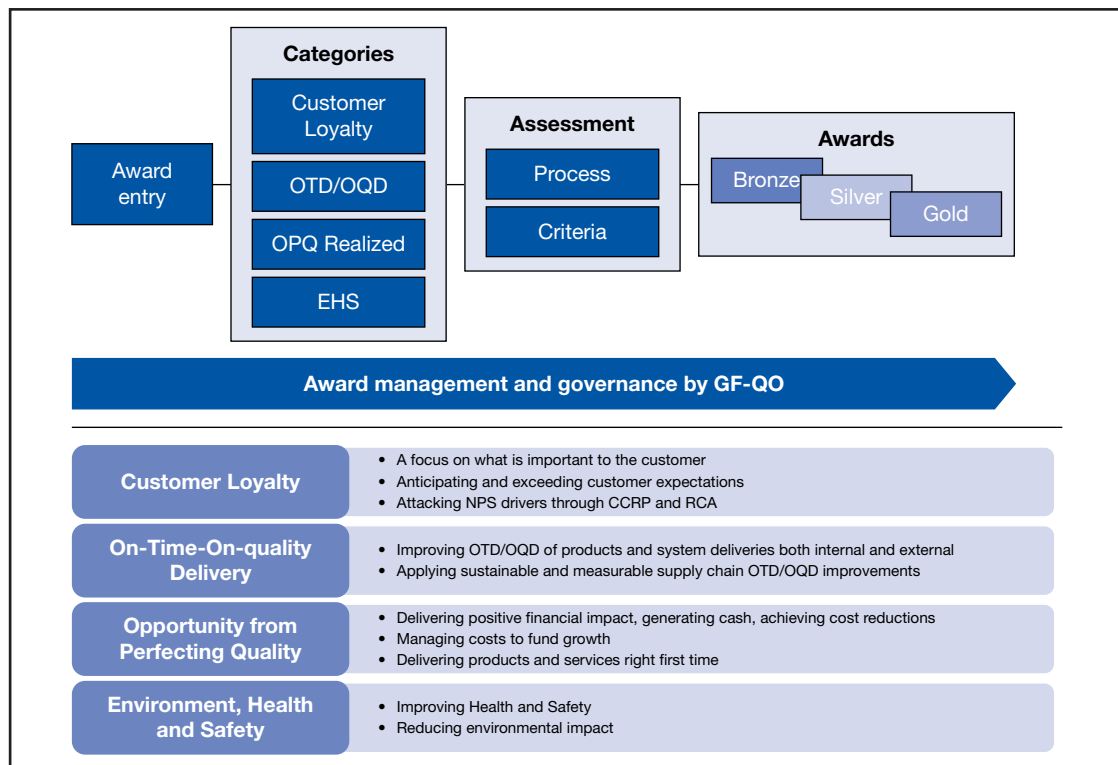 Categories
Customer
Loyalty
OTD/OQD
OPQ Realized
EHS
Award
entry
Assessment
Process
Criteria
Awards
Bronze
Silver
Gold
Award management and governance by GF-QO
Customer Loyalty
• A focus on what is important to the customer
• Anticipating and exceeding customer expectations
• Attacking NPS drivers through CCRP and RCA
On-Time-On-quality
Delivery
• Improving OTD/OQD of products and system deliveries both internal and external
• Applying sustainable and measurable supply chain OTD/OQD improvements
Opportunity from
Perfecting Quality
• Delivering positive financial impact, generating cash, achieving cost reductions
• Managing costs to fund growth
• Delivering products and services right first time
Environment, Health
and Safety
• Improving Health and Safety
• Reducing environmental impact